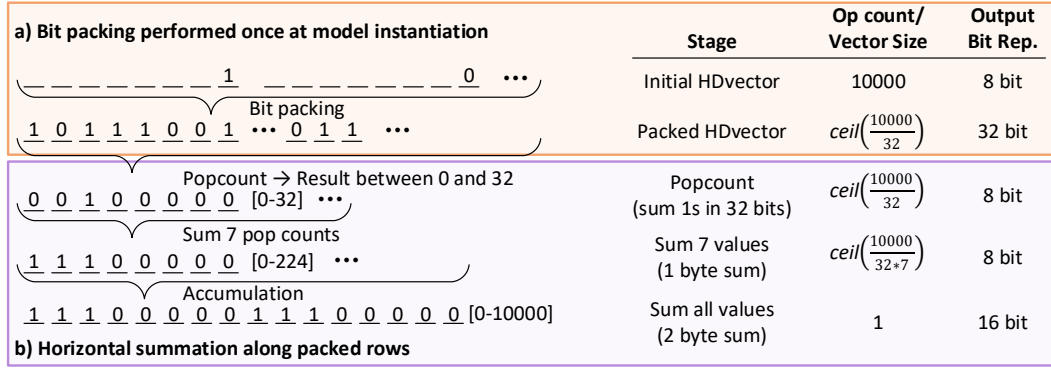 a) Bit packing performed once at model instantiation
Stage
Op count/
Vector Size
Output
Bit Rep.
_ _ _ _ _ _ _ 1 _ _ _ _ _ _ _ 0 •••
Initial HDvector
10000
8 bit
Bit packing
1 0 1 1 1 0 0 1 ••• 0 1 1 •••
Packed HDvector
ceil(10000/32)
32 bit
Popcount → Result between 0 and 32
0 0 1 0 0 0 0 0 [0-32] •••
Popcount
(sum 1s in 32 bits)
ceil(10000/32)
8 bit
Sum 7 pop counts
1 1 1 0 0 0 0 0 [0-224] •••
Sum 7 values
(1 byte sum)
ceil(10000/32*7)
8 bit
Accumulation
1 1 1 0 0 0 0 0 1 1 1 0 0 0 0 0 [0-10000]
Sum all values
(2 byte sum)
1
16 bit
b) Horizontal summation along packed rows